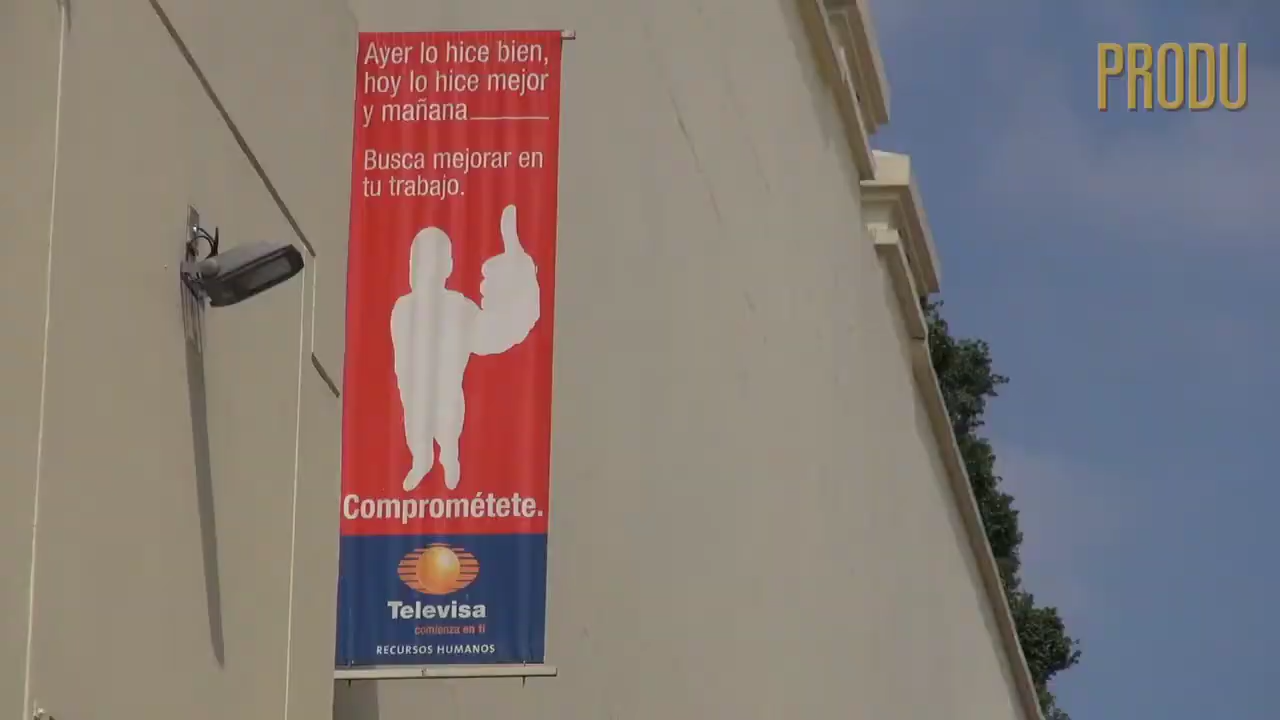 PRODU
Ayer lo hice bien,
hoy lo hice mejor
y mañana______
Busca mejorar en
tu trabajo.
Comprométete.
Televisa
comienza en ti
RECURSOS HUMANOS